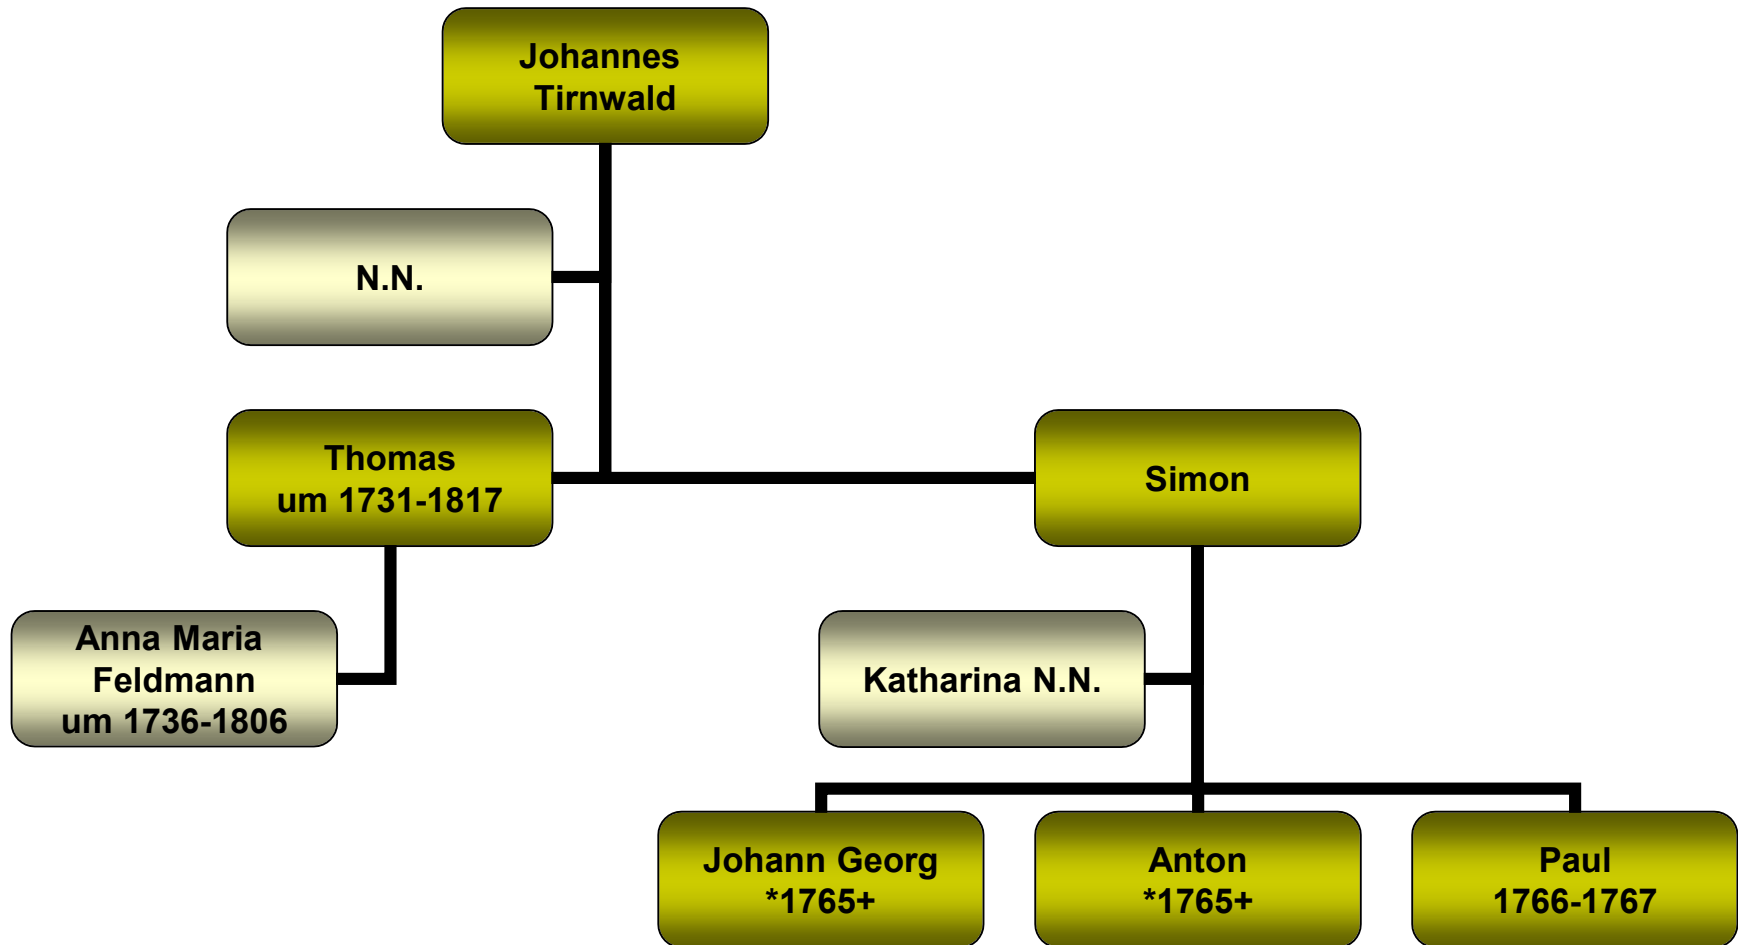 Johannes
Tirnwald
N.N.
Thomas
um 1731-1817
Simon
Anna Maria
Feldmann
um 1736-1806
Katharina N.N.
Johann Georg
*1765+
Anton
*1765+
Paul
1766-1767